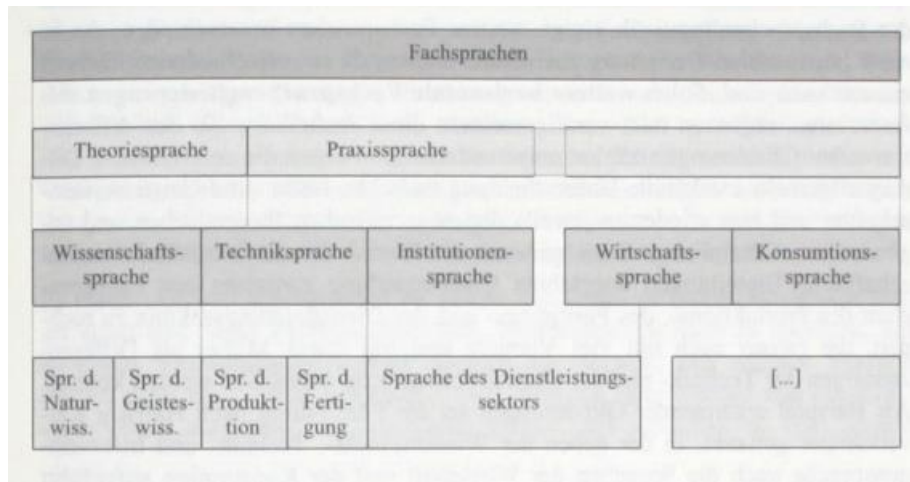 Fachsprachen
Theoriesprache Praxissprache
Wissenschafts- Techniksprache Institutionen- Wirtschafts- Konsumtions-
sprache sprache sprache sprache
Spr. d. Spr. d. Spr. d. Spr. d. Sprache des Dienstleistungs- [...]
Natur- Geistes- Produkt- Ferti- sektors
wiss. wiss. tion gung